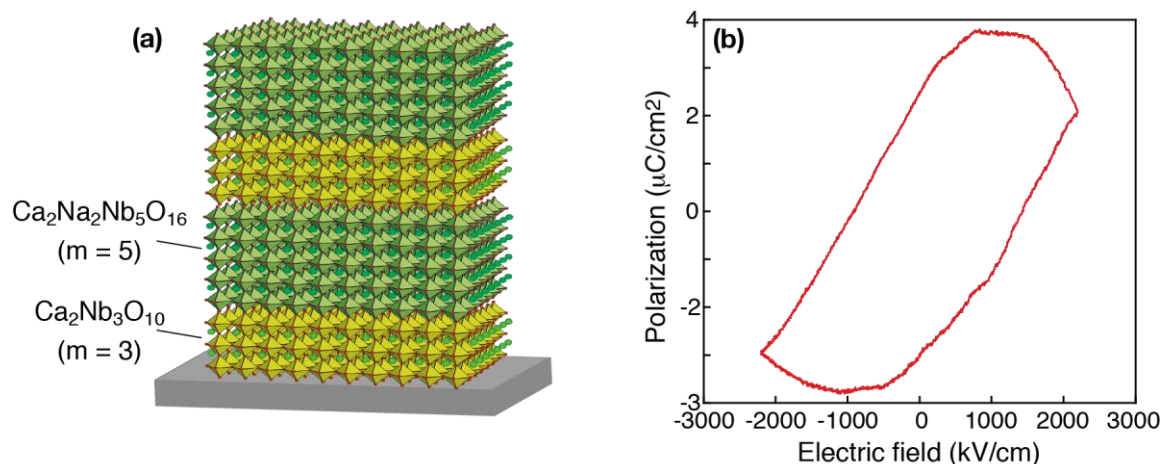 (a)
Ca₂Na₂Nb₅O₁₆
(m = 5)
Ca₂Nb₃O₁₀
(m = 3)
(b)
4
2
0
-2
-3
Polarization (μC/cm²)
-3000 -2000 -1000 0 1000 2000 3000
Electric field (kV/cm)